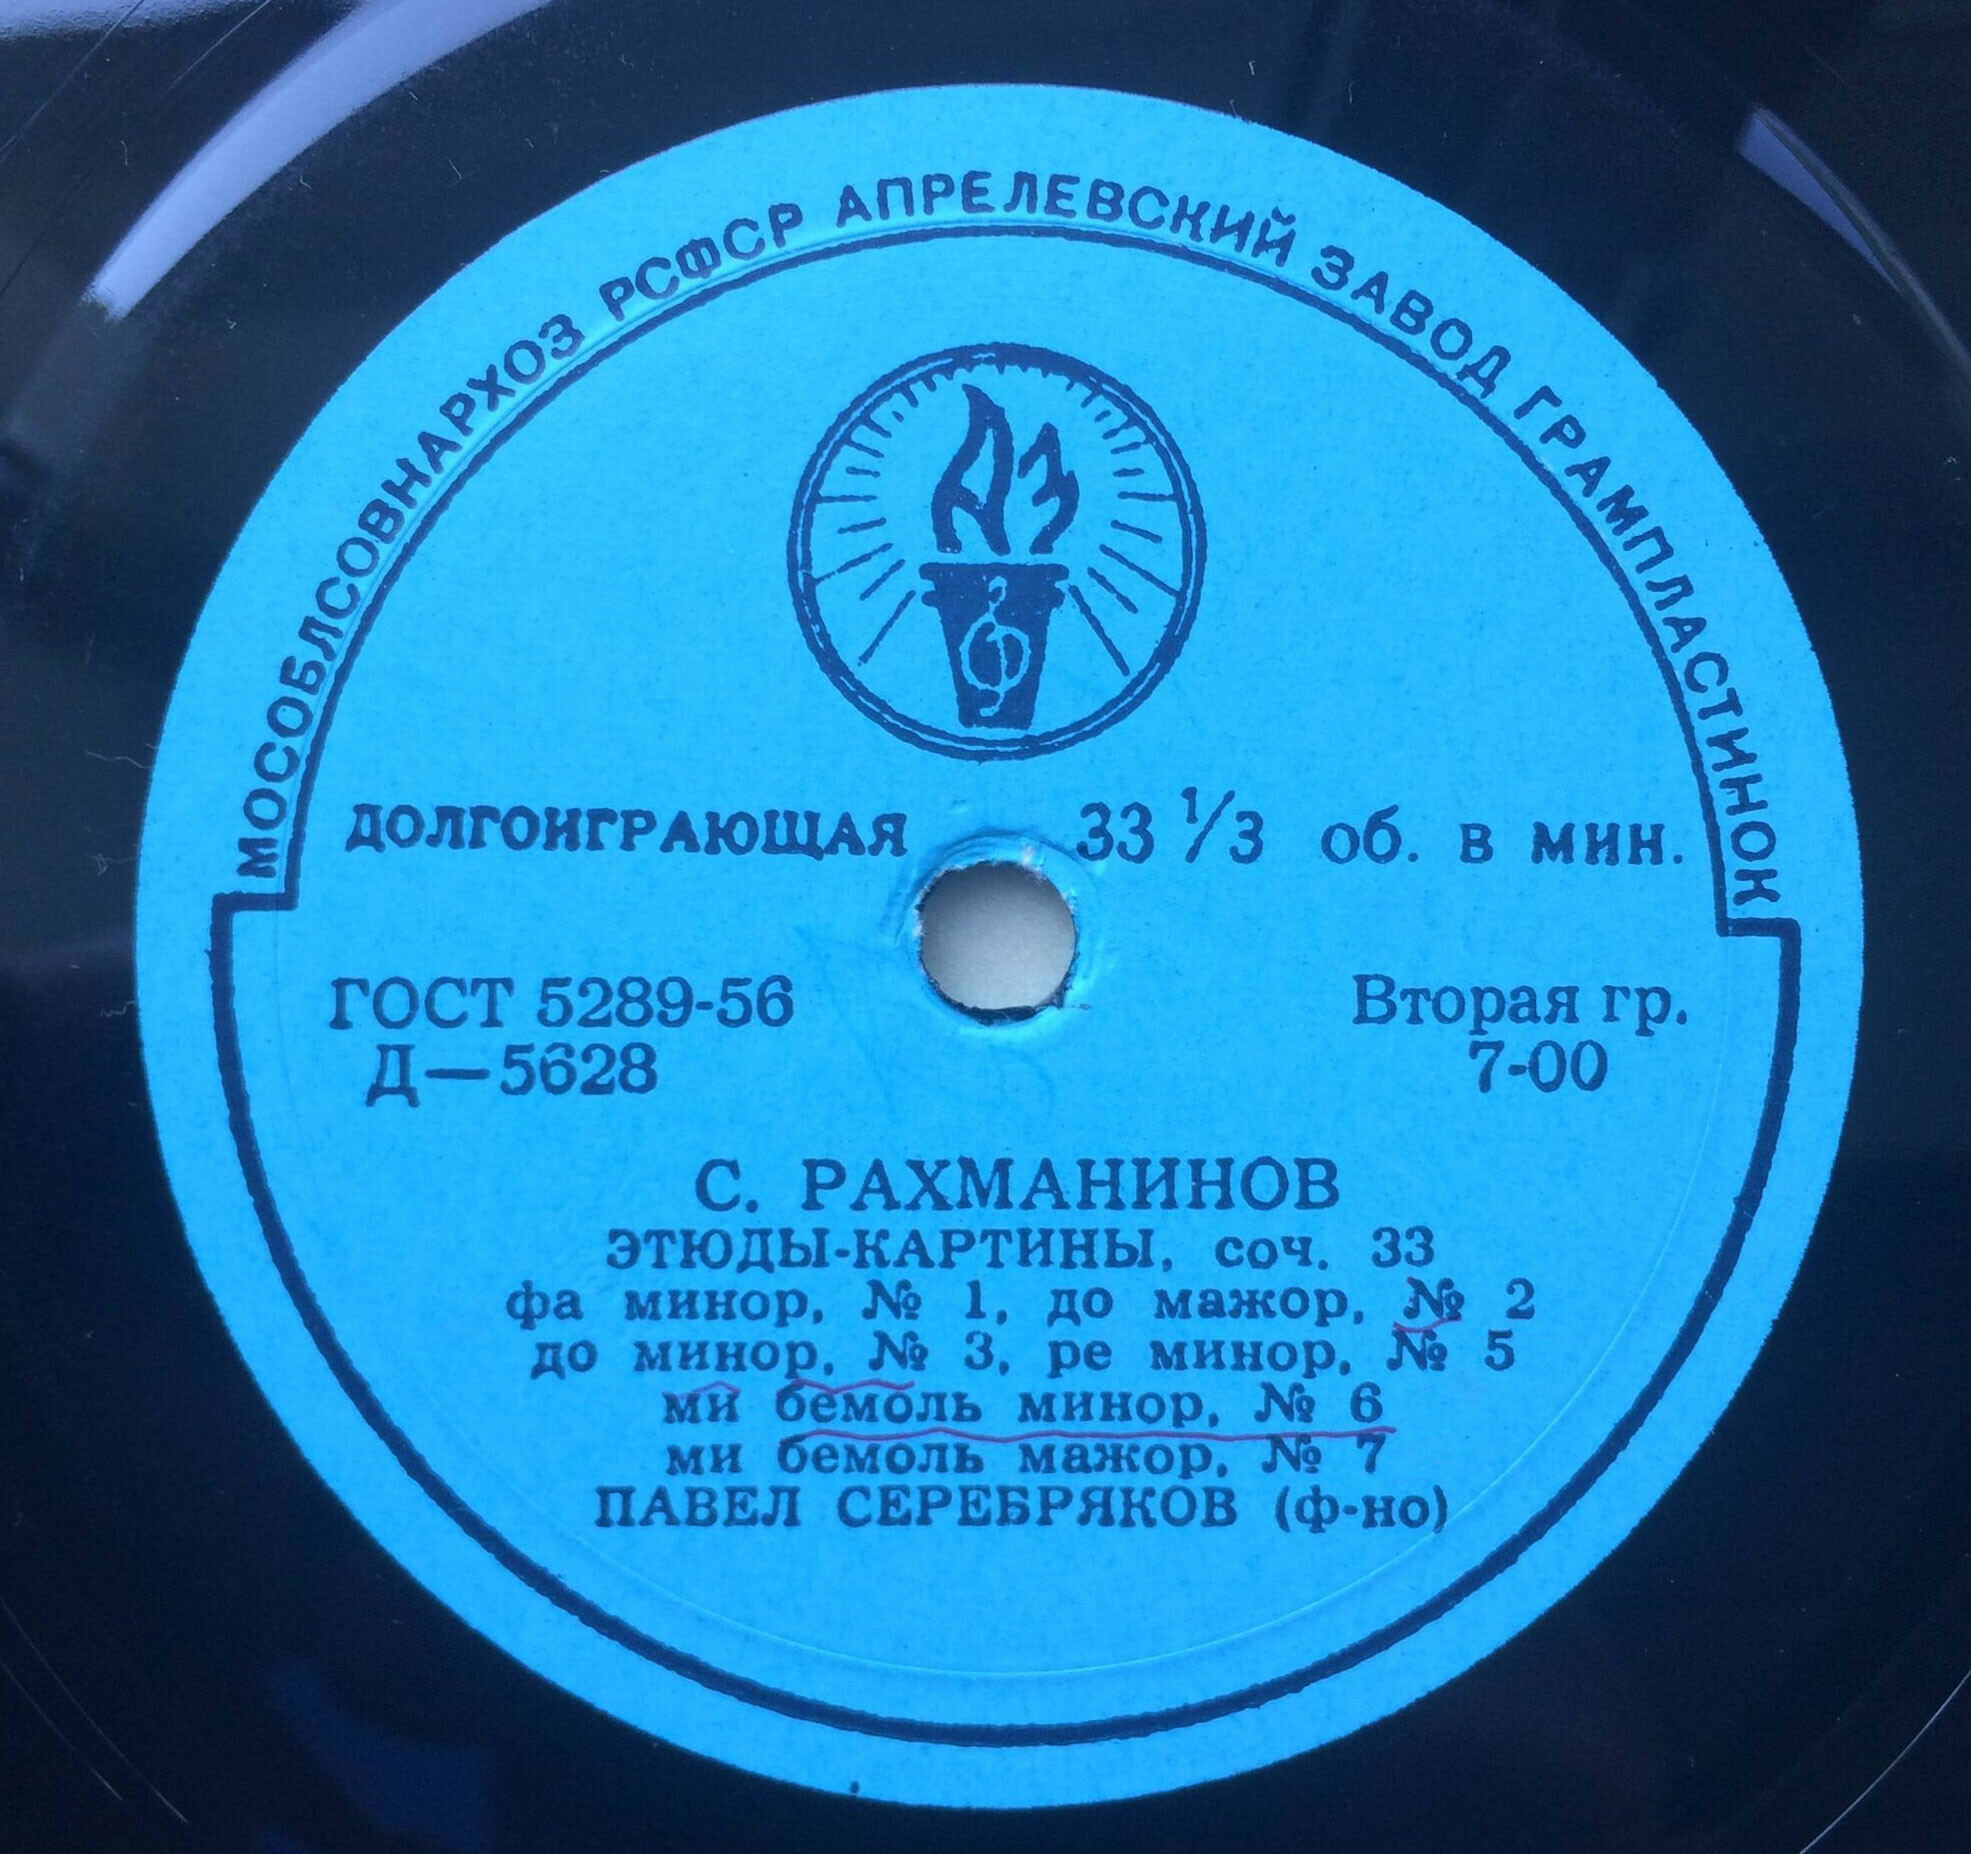 МОСОБЛСОВНАРХОЗ РСФСР АПРЕЛЕВСКИЙ ЗАВОД ГРАМПЛАСТИНОК
АЗ
ДОЛГОИГРАЮЩАЯ 33 1/3 об. в мин.
ГОСТ 5289-56 Вторая гр.
Д—5628 7-00
С. РАХМАНИНОВ
ЭТЮДЫ-КАРТИНЫ, соч. 33
фа минор, № 1, до мажор, № 2
до минор, № 3, ре минор, № 5
ми бемоль минор, № 6
ми бемоль мажор, № 7
ПАВЕЛ СЕРЕБРЯКОВ (ф-но)